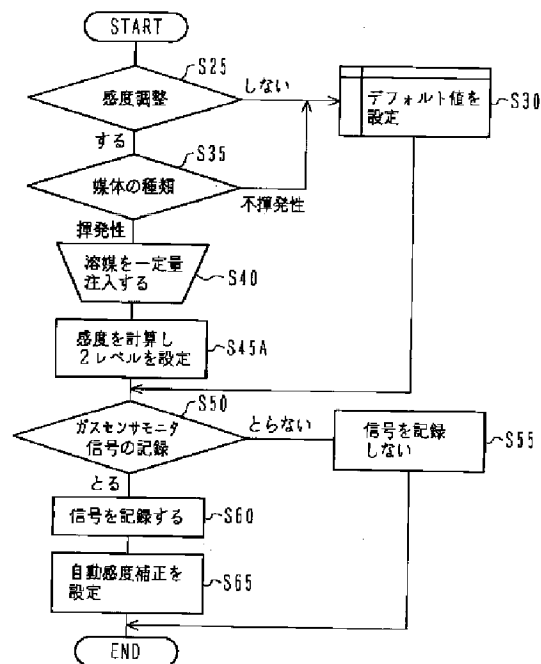 START
感度調整
S25
しない
デフォルト値を
設定
S30
する
媒体の種類
S35
不揮発性
揮発性
溶媒を一定量
注入する
S40
感度を計算し
2レベルを設定
S45A
ガスセンサモニタ
信号の記録
S50
とらない
信号を記録
しない
S55
とる
信号を記録する
S60
自動感度補正を
設定
S65
END